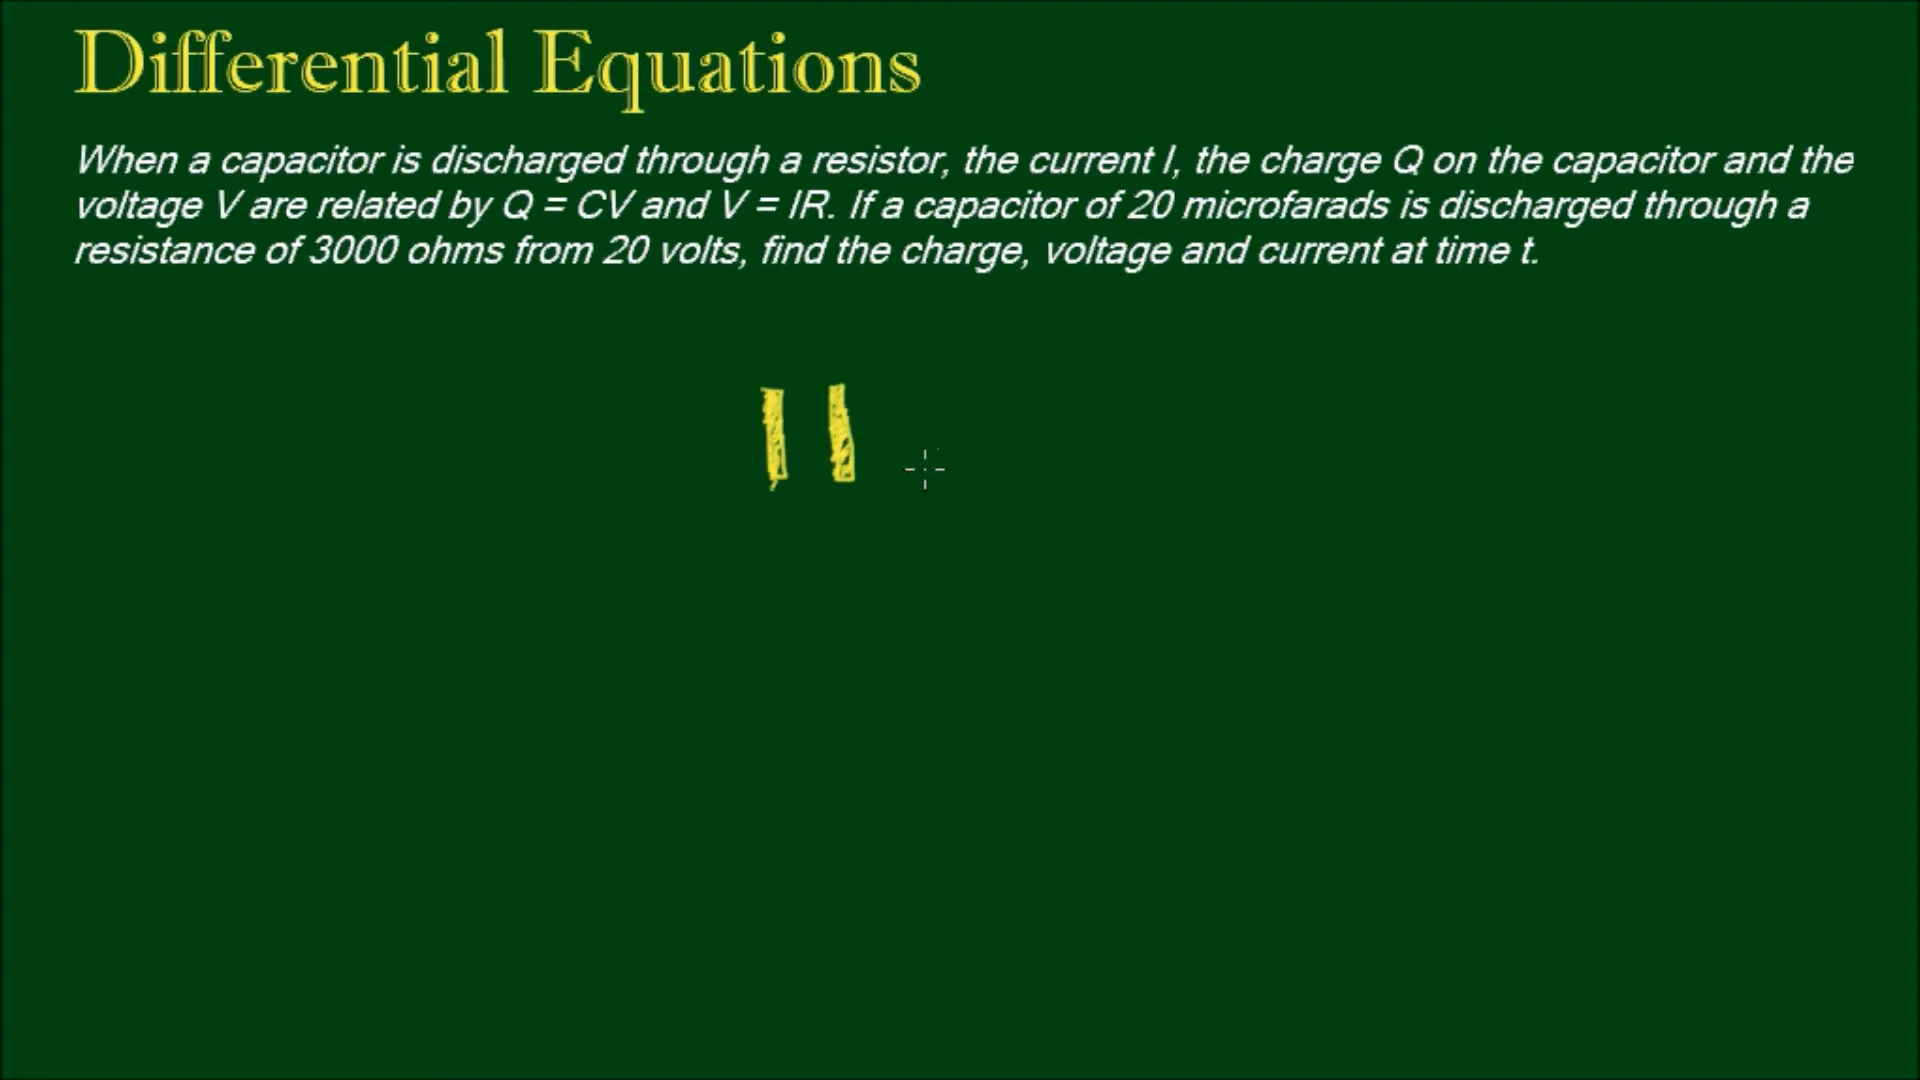 Differential Equations
When a capacitor is discharged through a resistor, the current I, the charge Q on the capacitor and the
voltage V are related by Q = CV and V = IR. If a capacitor of 20 microfarads is discharged through a
resistance of 3000 ohms from 20 volts, find the charge, voltage and current at time t.